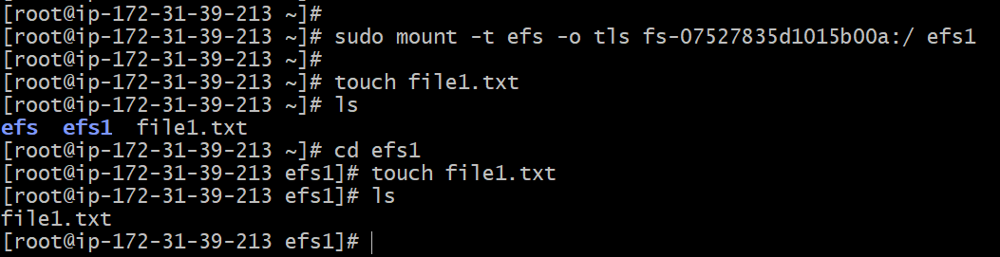 [root@ip-172-31-39-213 ~]#
[root@ip-172-31-39-213 ~]# sudo mount -t efs -o tls fs-07527835d1015b00a:/ efs1
[root@ip-172-31-39-213 ~]#
[root@ip-172-31-39-213 ~]# touch file1.txt
[root@ip-172-31-39-213 ~]# ls
efs  efs1  file1.txt
[root@ip-172-31-39-213 ~]# cd efs1
[root@ip-172-31-39-213 efs1]# touch file1.txt
[root@ip-172-31-39-213 efs1]# ls
file1.txt
[root@ip-172-31-39-213 efs1]#